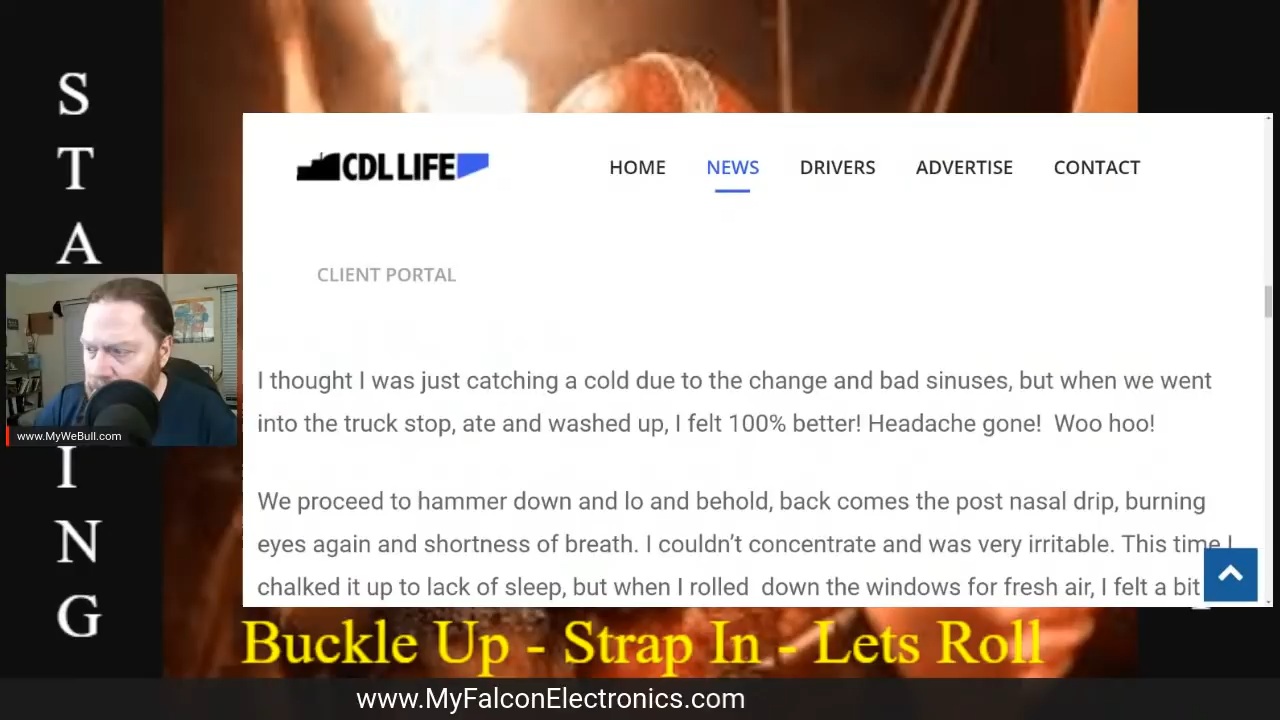 S
T
A
I
N
G
CDL LIFE
HOME NEWS DRIVERS ADVERTISE CONTACT
CLIENT PORTAL
I thought I was just catching a cold due to the change and bad sinuses, but when we went
into the truck stop, ate and washed up, I felt 100% better! Headache gone!  Woo hoo!
We proceed to hammer down and lo and behold, back comes the post nasal drip, burning
eyes again and shortness of breath. I couldn’t concentrate and was very irritable. This time I
chalked it up to lack of sleep, but when I rolled  down the windows for fresh air, I felt a bit
www.MyWeBull.com
Buckle Up - Strap In - Lets Roll
www.MyFalconElectronics.com